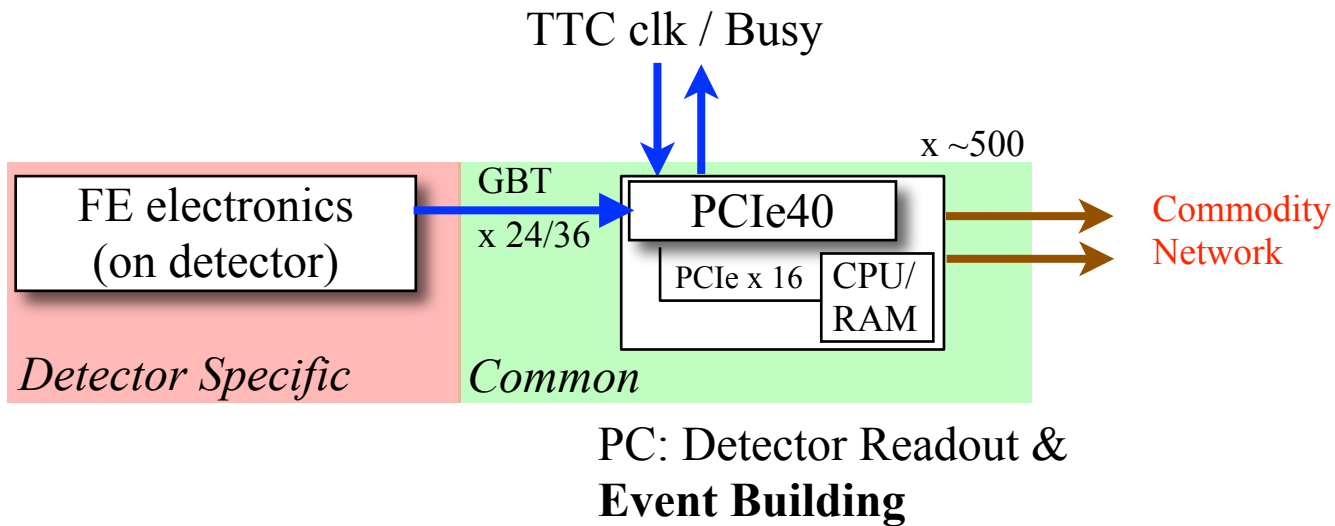 TTC clk / Busy
x ~500
FE electronics
(on detector)
GBT
x 24/36
PCIe40
PCIe x 16
CPU/
RAM
Commodity
Network
Detector Specific
Common
PC: Detector Readout &
Event Building